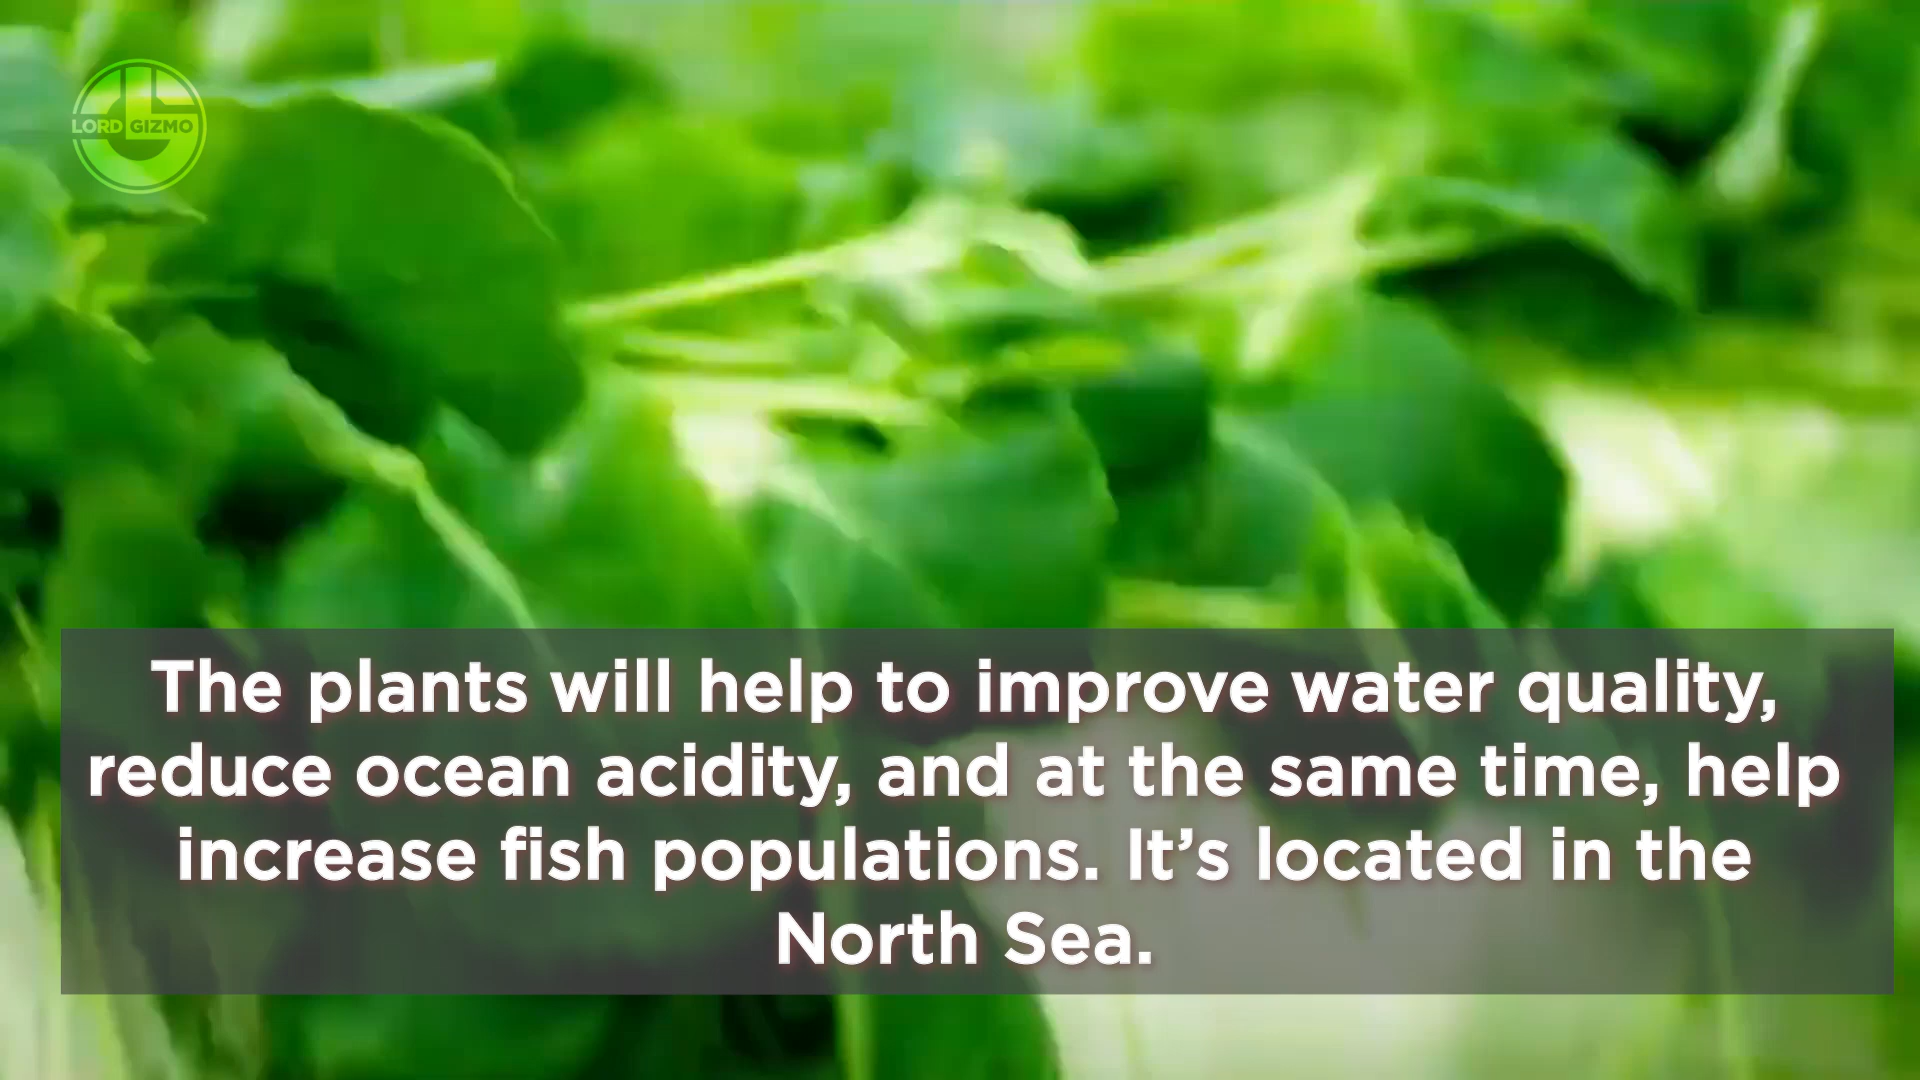 LORD GIZMO
The plants will help to improve water quality,
reduce ocean acidity, and at the same time, help
increase fish populations. It’s located in the
North Sea.